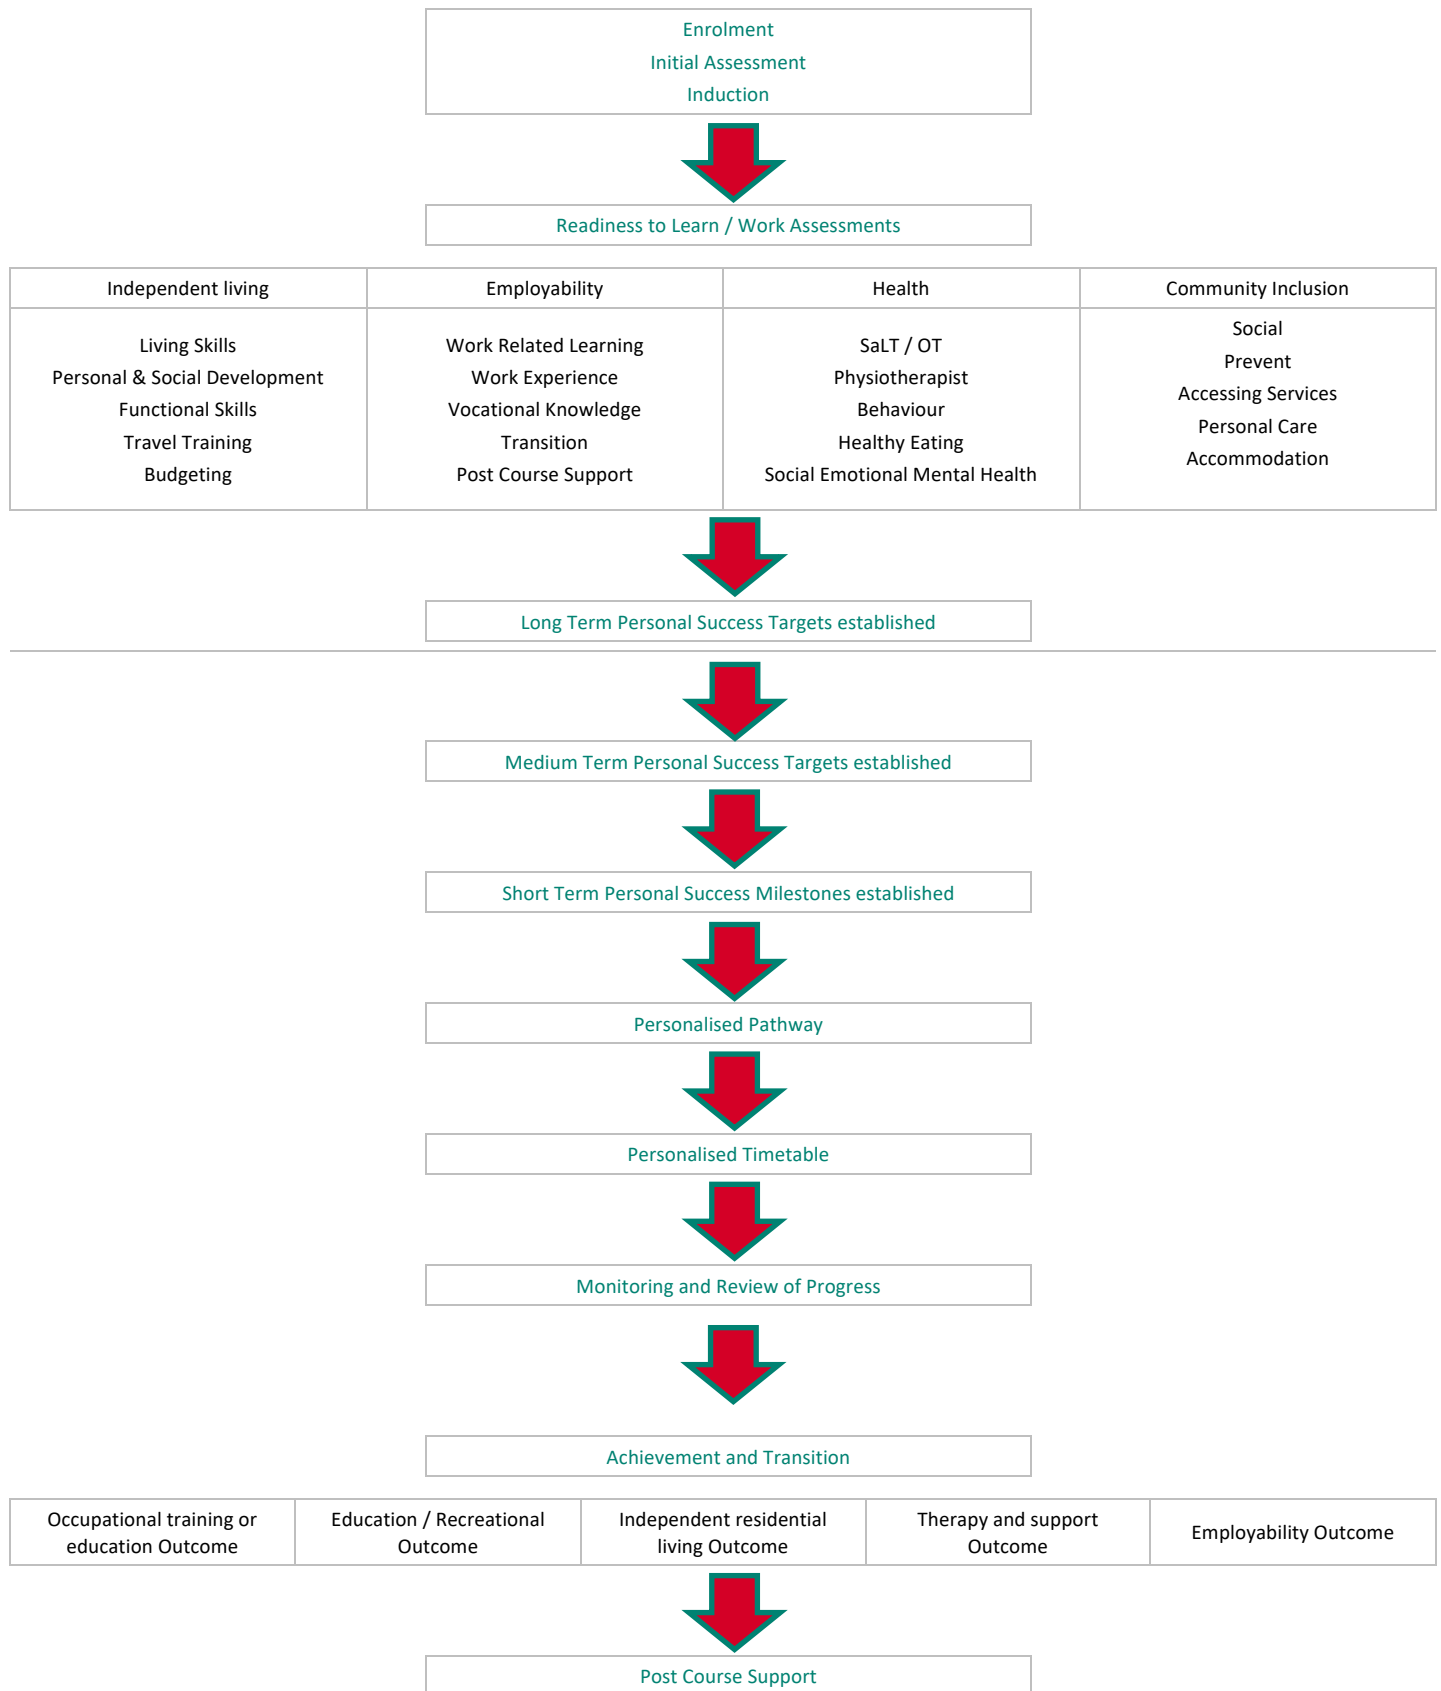 Enrolment
Initial Assessment
Induction
Readiness to Learn / Work Assessments
Independent living
Employability
Health
Community Inclusion
Living Skills
Personal & Social Development
Functional Skills
Travel Training
Budgeting
Work Related Learning
Work Experience
Vocational Knowledge
Transition
Post Course Support
SaLT / OT
Physiotherapist
Behaviour
Healthy Eating
Social Emotional Mental Health
Social
Prevent
Accessing Services
Personal Care
Accommodation
Long Term Personal Success Targets established
Medium Term Personal Success Targets established
Short Term Personal Success Milestones established
Personalised Pathway
Personalised Timetable
Monitoring and Review of Progress
Achievement and Transition
Occupational training or
education Outcome
Education / Recreational
Outcome
Independent residential
living Outcome
Therapy and support
Outcome
Employability Outcome
Post Course Support